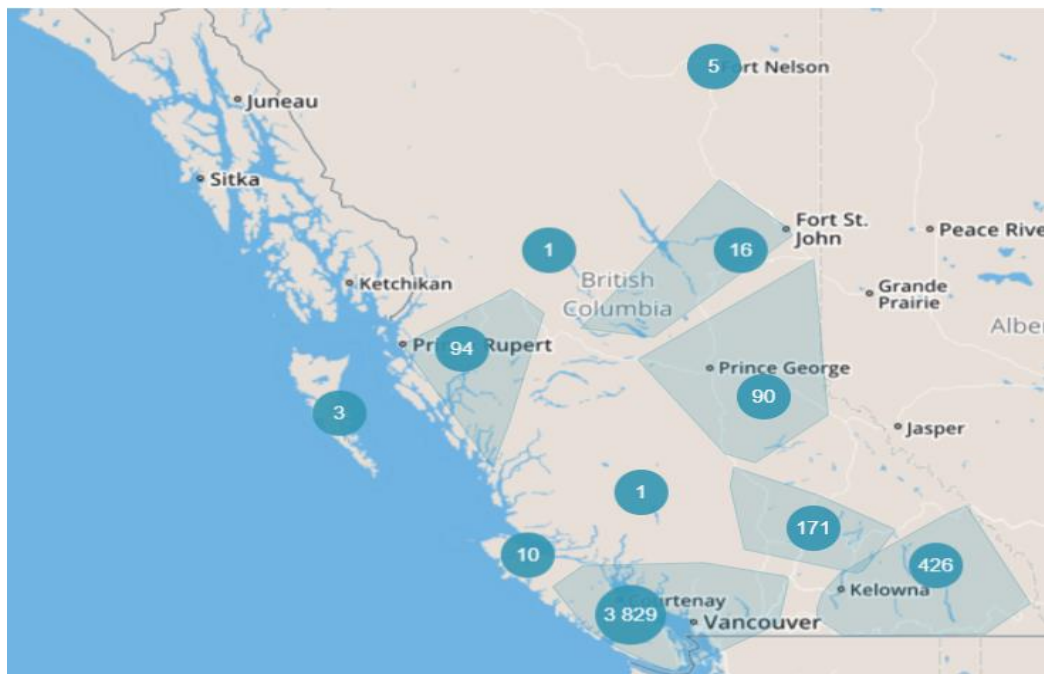 5
Fort Nelson
Juneau
Sitka
Fort St.
John
Peace Rive
1
16
British
Columbia
Ketchikan
Grande
Prairie
Alber
Prince Rupert
94
Prince George
90
3
Jasper
1
171
10
426
Kelowna
Courtenay
3 829
Vancouver